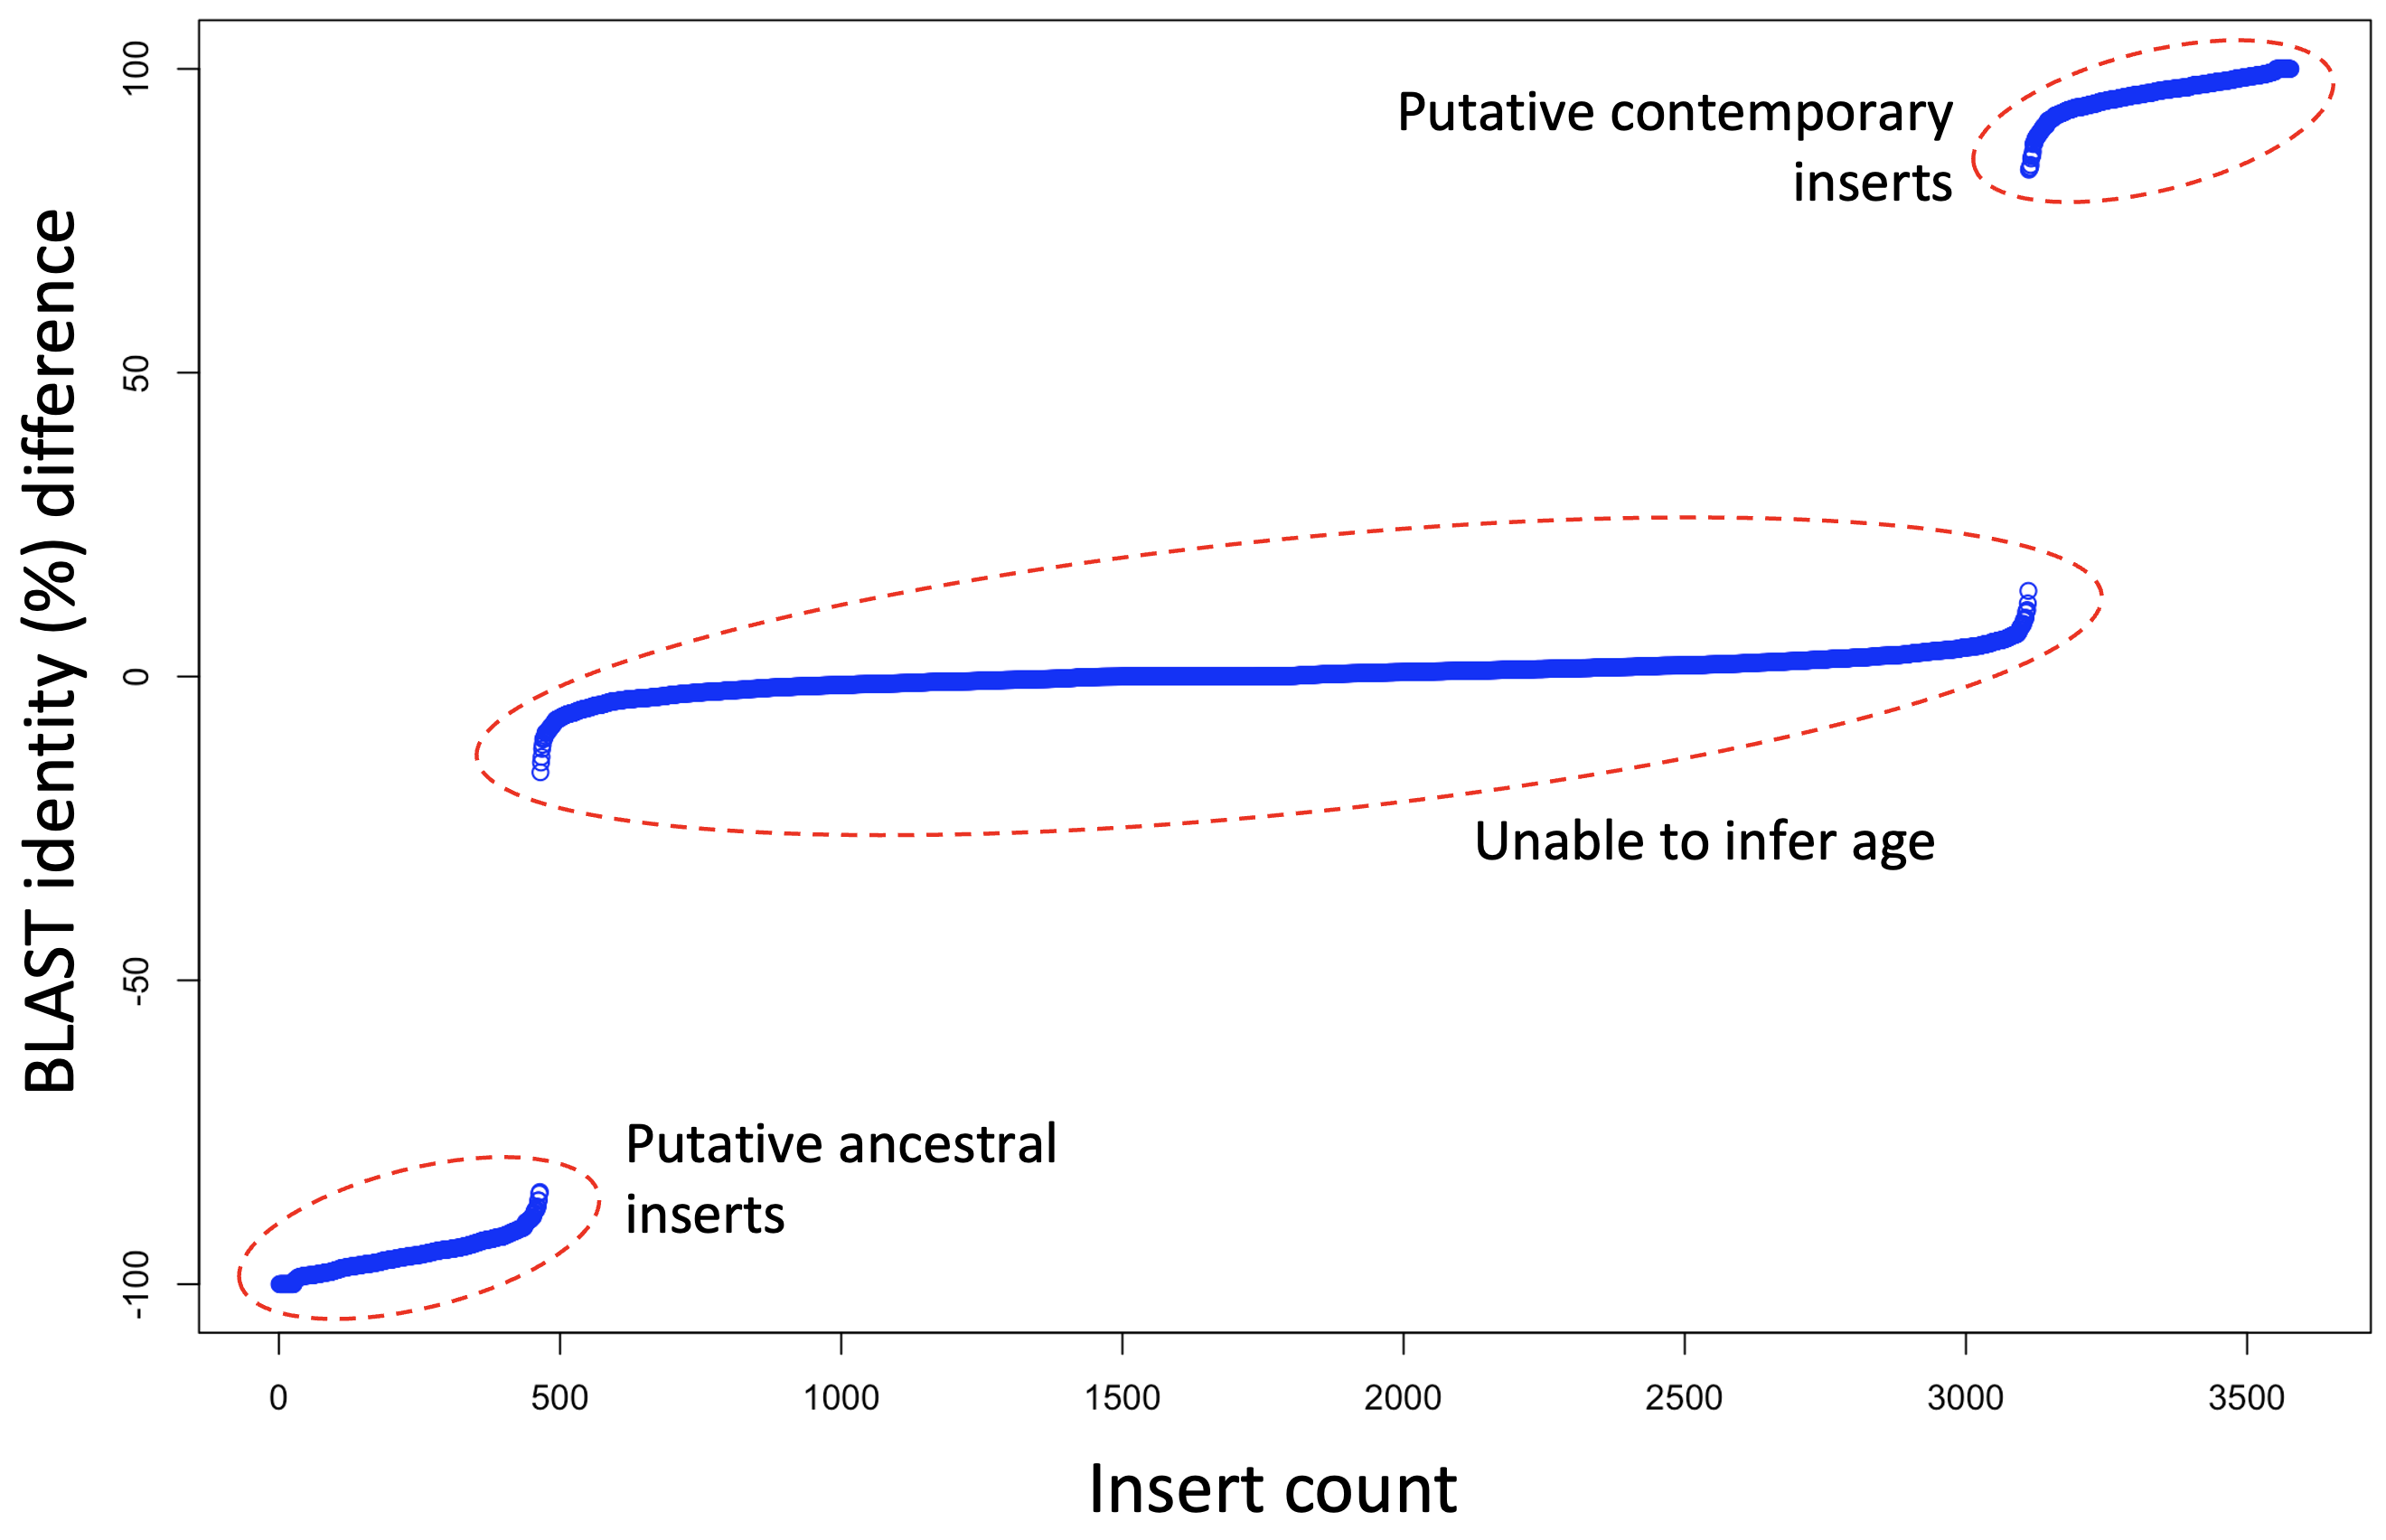 BLAST identity (%) difference
100
50
0
-50
-100
Putative contemporary
inserts
Unable to infer age
Putative ancestral
inserts
0 500 1000 1500 2000 2500 3000 3500
Insert count